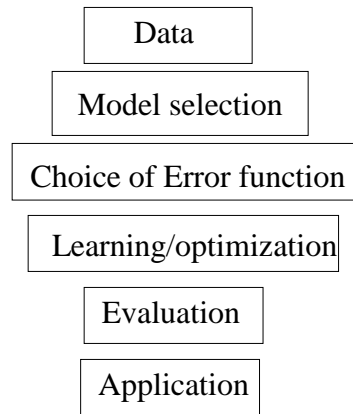 Data
Model selection
Choice of Error function
Learning/optimization
Evaluation
Application